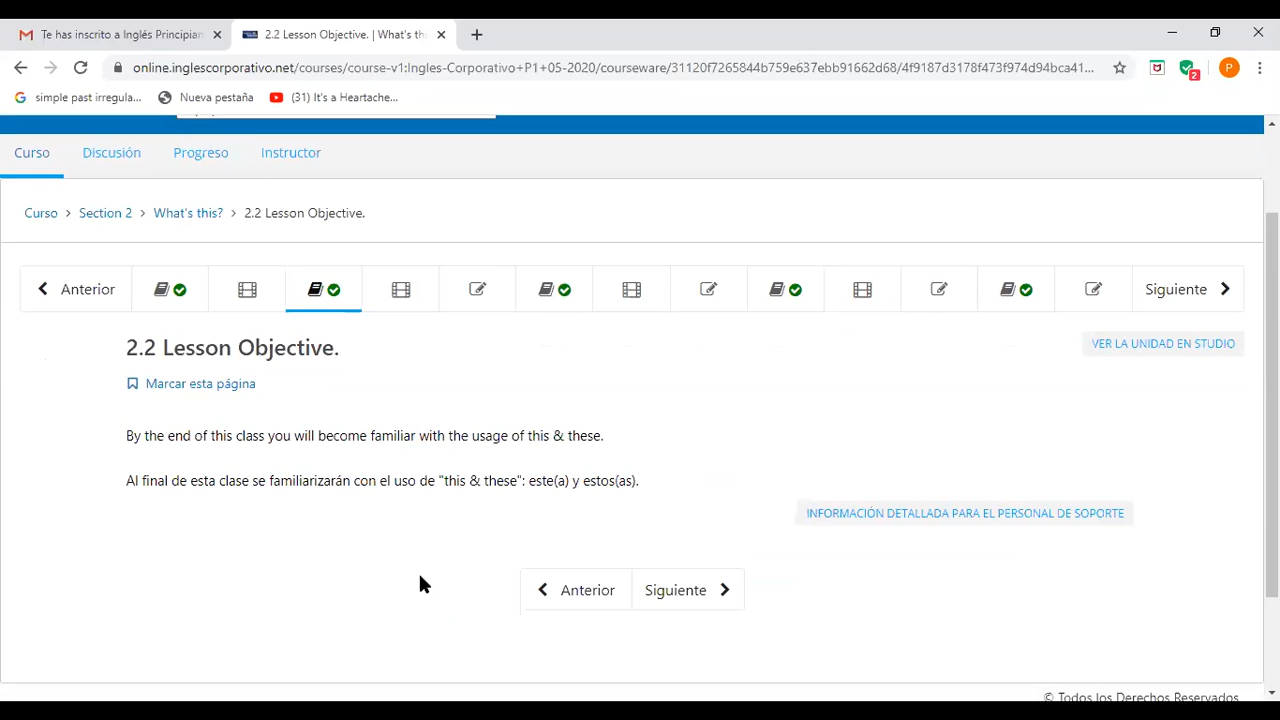 Te has inscrito a Inglés Principian
2.2 Lesson Objective. | What's th
online.inglescorporativo.net/courses/course-v1:Ingles-Corporativo+P1+05-2020/courseware/31120f7265844b759e637ebb91662d68/4f9187d3178f473f974d94bca41...
2
P
simple past irregula...
Nueva pestaña
(31) It's a Heartache...
Curso
Discusión
Progreso
Instructor
Curso > Section 2 > What's this? > 2.2 Lesson Objective.
Anterior
Siguiente
2.2 Lesson Objective.
VER LA UNIDAD EN STUDIO
Marcar esta página
By the end of this class you will become familiar with the usage of this & these.
Al final de esta clase se familiarizarán con el uso de "this & these": este(a) y estos(as).
INFORMACIÓN DETALLADA PARA EL PERSONAL DE SOPORTE
Anterior
Siguiente
© Todos los Derechos Reservados